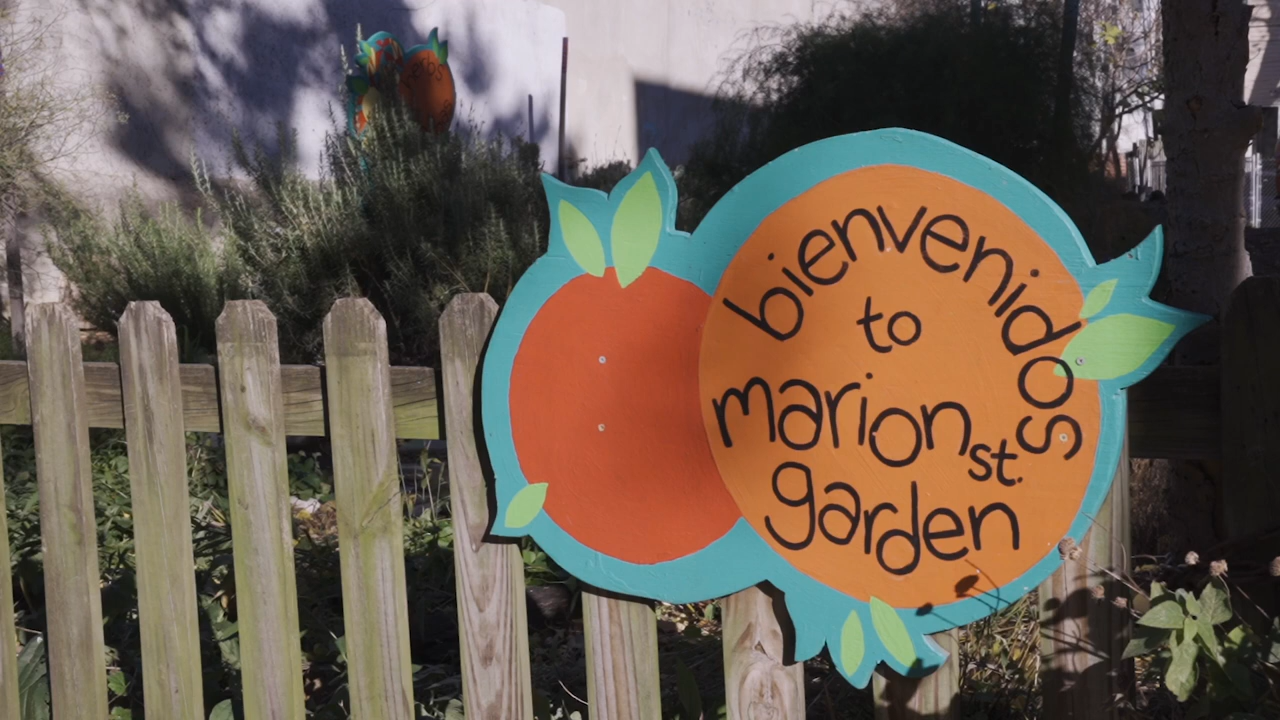 bienvenidos
to
marion st.
garden